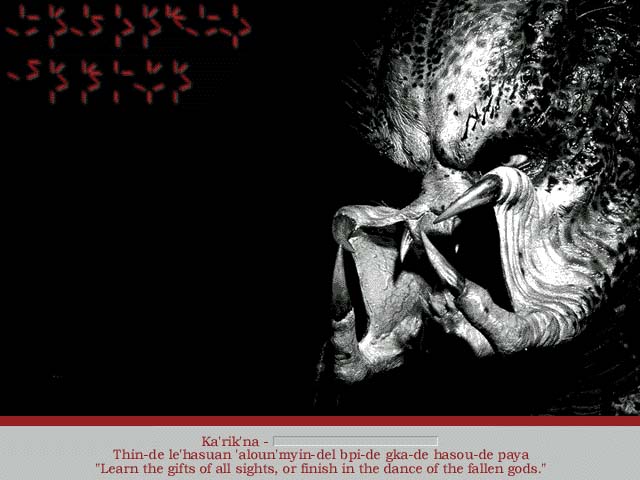 Ka'rik'na -
Thin-de le'hasuan 'aloun'myin-del bpi-de gka-de hasou-de paya
"Learn the gifts of all sights, or finish in the dance of the fallen gods."